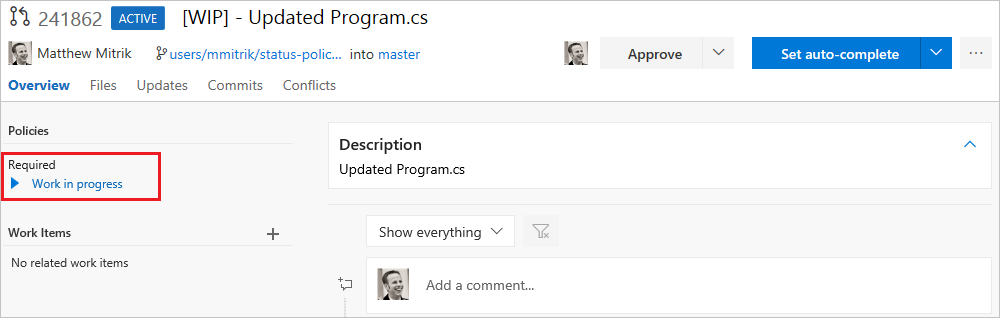 241862 ACTIVE [WIP] - Updated Program.cs
Matthew Mitrik users/mmitrik/status-polic... into master Approve Set auto-complete ...
Overview Files Updates Commits Conflicts
Policies
Required
Work in progress
Work Items +
No related work items
Description
Updated Program.cs
Show everything
Add a comment...